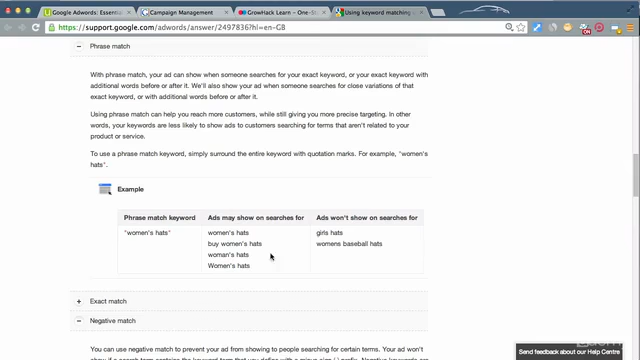 Google Adwords: Essential
Campaign Management
GrowHack Learn – One-St
Using keyword matching
https://support.google.com/adwords/answer/2497836?hl=en-GB
ON
Phrase match
With phrase match, your ad can show when someone searches for your exact keyword, or your exact keyword with
additional words before or after it. We'll also show your ad when someone searches for close variations of that
exact keyword, or with additional words before or after it.
Using phrase match can help you reach more customers, while still giving you more precise targeting. In other
words, your keywords are less likely to show ads to customers searching for terms that aren't related to your
product or service.
To use a phrase match keyword, simply surround the entire keyword with quotation marks. For example, "women's
hats".
Example
Phrase match keyword Ads may show on searches for Ads won't show on searches for
"women's hats" women's hats girls hats
buy women's hats womens baseball hats
woman's hats
Women's hats
Exact match
Negative match
You can use negative match to prevent your ad from showing to people searching for certain terms. Your ad won't
Send feedback about our Help Centre